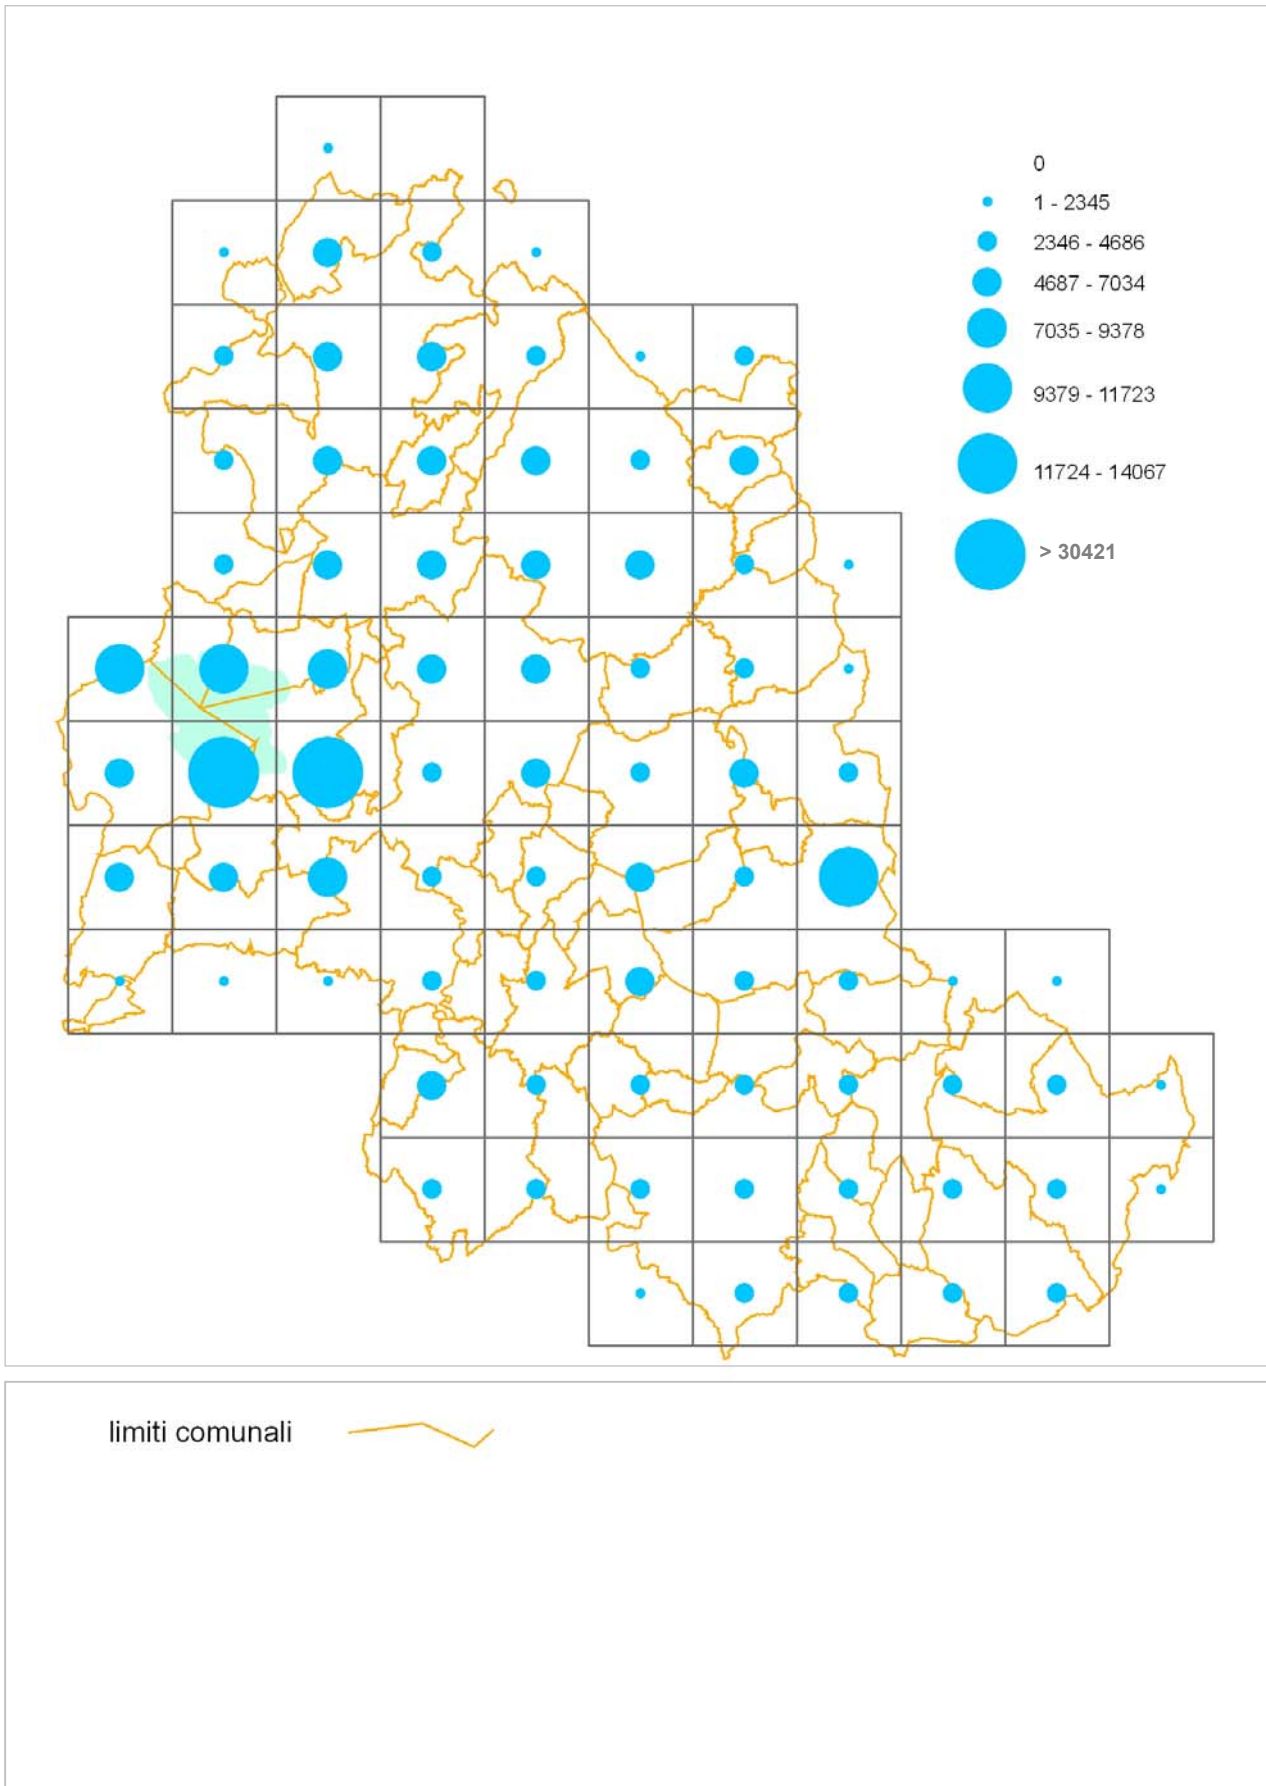 0
1 - 2345
2346 - 4686
4687 - 7034
7035 - 9378
9379 - 11723
11724 - 14067
> 30421
limiti comunali